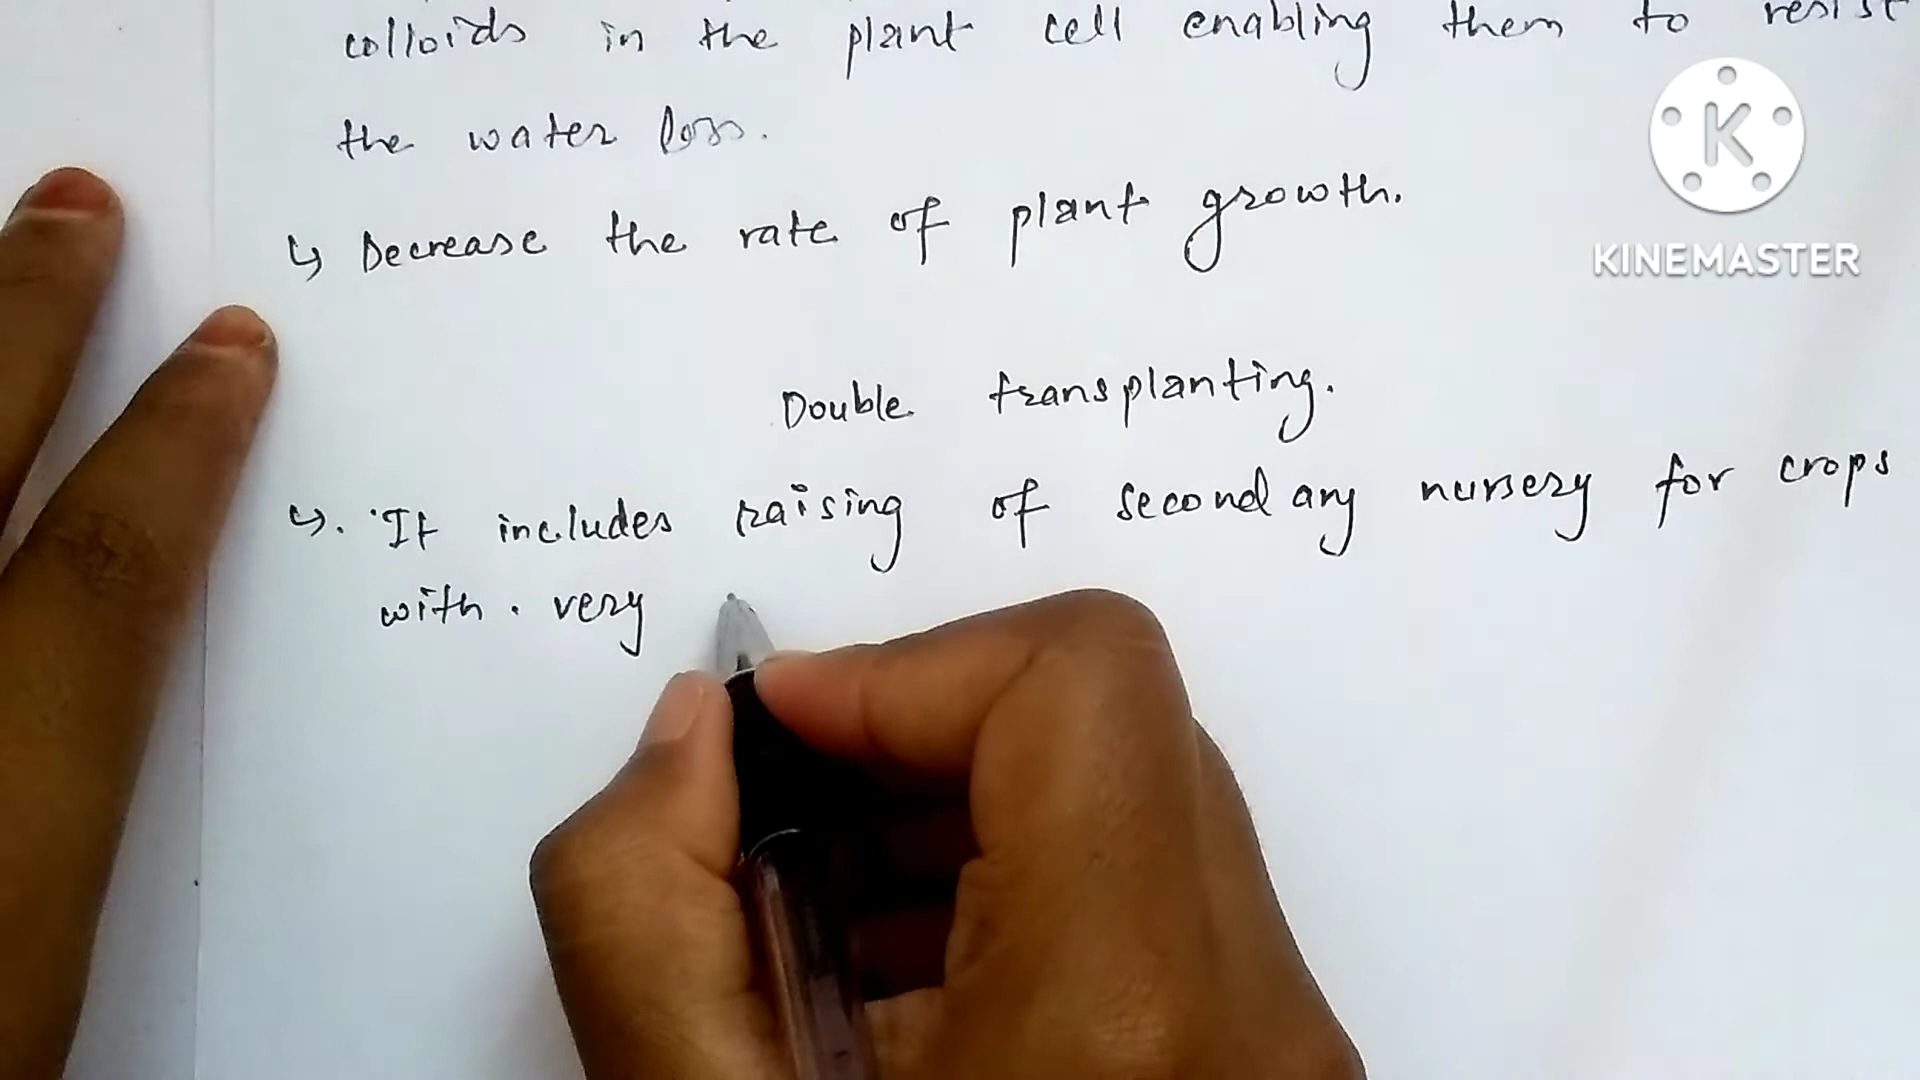 colloids in the plant cell enabling them to resist
the water loss.
K
KINEMASTER
↳ Decrease the rate of plant growth.
Double transplanting.
↳. It includes raising of secondary nursery for crops
with. very